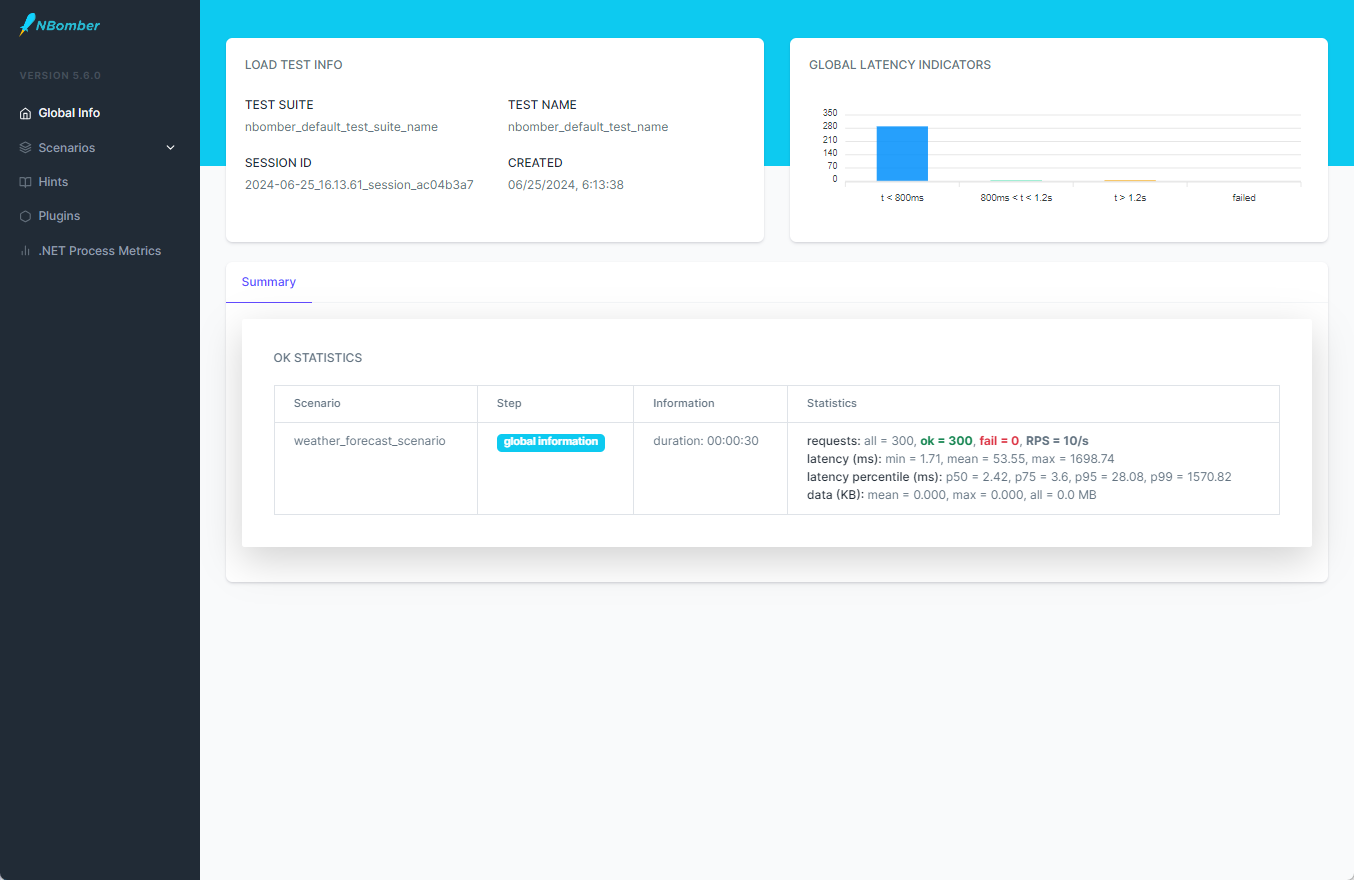 NBomber
VERSION 5.6.0
Global Info
Scenarios
Hints
Plugins
.NET Process Metrics
LOAD TEST INFO
TEST SUITE
nbomber_default_test_suite_name
TEST NAME
nbomber_default_test_name
SESSION ID
2024-06-25_16.13.61_session_ac04b3a7
CREATED
06/25/2024, 6:13:38
GLOBAL LATENCY INDICATORS
350
280
210
140
70
0
t < 800ms
800ms < t < 1.2s
t > 1.2s
failed
Summary
OK STATISTICS
Scenario Step Information Statistics
weather_forecast_scenario global information duration: 00:00:30 requests: all = 300, ok = 300, fail = 0, RPS = 10/s
latency (ms): min = 1.71, mean = 53.55, max = 1698.74
latency percentile (ms): p50 = 2.42, p75 = 3.6, p95 = 28.08, p99 = 1570.82
data (KB): mean = 0.000, max = 0.000, all = 0.0 MB